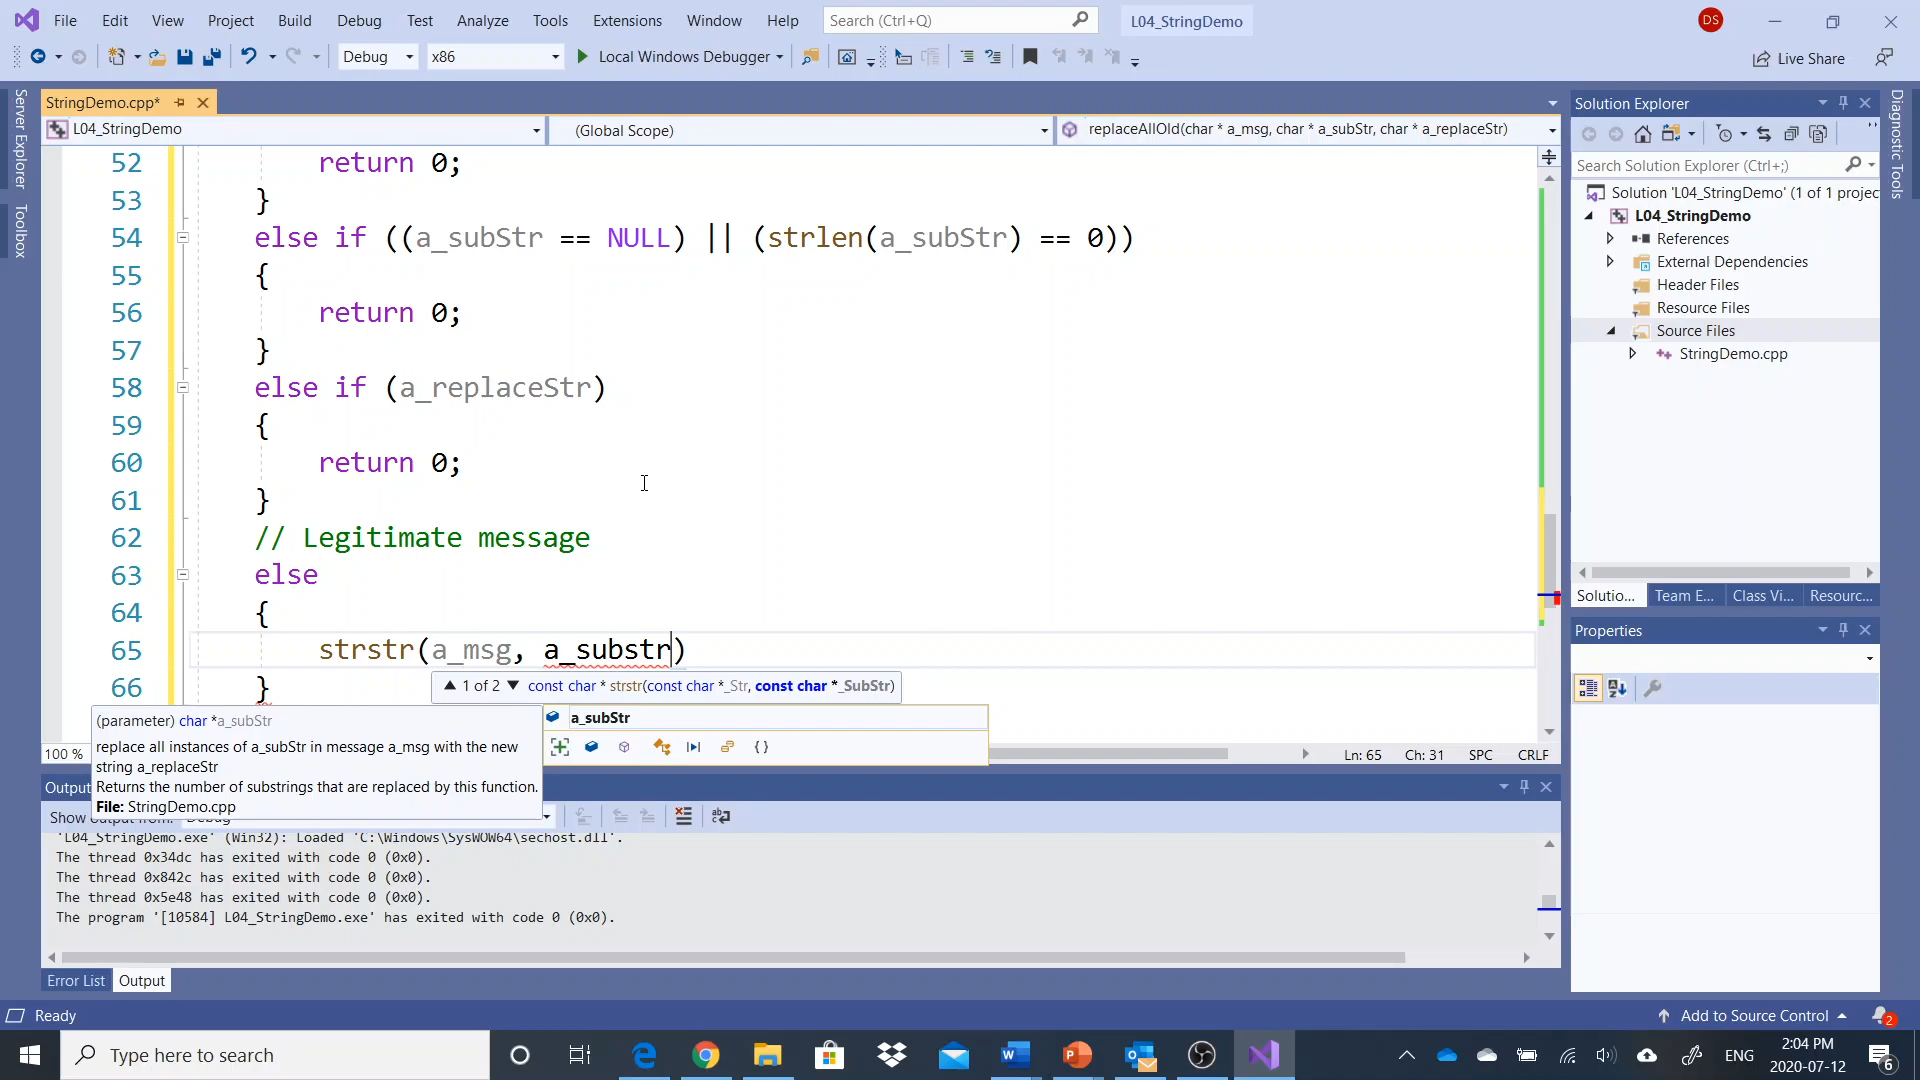 File Edit View Project Build Debug Test Analyze Tools Extensions Window Help Search (Ctrl+Q) L04_StringDemo DS
Debug x86 Local Windows Debugger Live Share
StringDemo.cpp*
L04_StringDemo (Global Scope) replaceAllOld(char * a_msg, char * a_subStr, char * a_replaceStr)
52 return 0;
53 }
54 else if ((a_subStr == NULL) || (strlen(a_subStr) == 0))
55 {
56 return 0;
57 }
58 else if (a_replaceStr)
59 {
60 return 0;
61 }
62 // Legitimate message
63 else
64 {
65 strstr(a_msg, a_substr)
66 }
1 of 2 const char * strstr(const char *_Str, const char *_SubStr)
a_subStr
(parameter) char *a_subStr
replace all instances of a_subStr in message a_msg with the new
string a_replaceStr
Returns the number of substrings that are replaced by this function.
File: StringDemo.cpp
100 % Ln: 65 Ch: 31 SPC CRLF
Output
Show output from: Debug
'L04_StringDemo.exe' (Win32): Loaded 'C:\Windows\SysWOW64\sechost.dll'.
The thread 0x34dc has exited with code 0 (0x0).
The thread 0x842c has exited with code 0 (0x0).
The thread 0x5e48 has exited with code 0 (0x0).
The program '[10584] L04_StringDemo.exe' has exited with code 0 (0x0).
Error List Output
Server Explorer
Toolbox
Solution Explorer
Search Solution Explorer (Ctrl+;)
Solution 'L04_StringDemo' (1 of 1 projec
L04_StringDemo
References
External Dependencies
Header Files
Resource Files
Source Files
StringDemo.cpp
Solutio... Team E... Class Vi... Resourc...
Properties
Diagnostic Tools
Ready Add to Source Control 2
Type here to search ENG 2:04 PM
2020-07-12 6